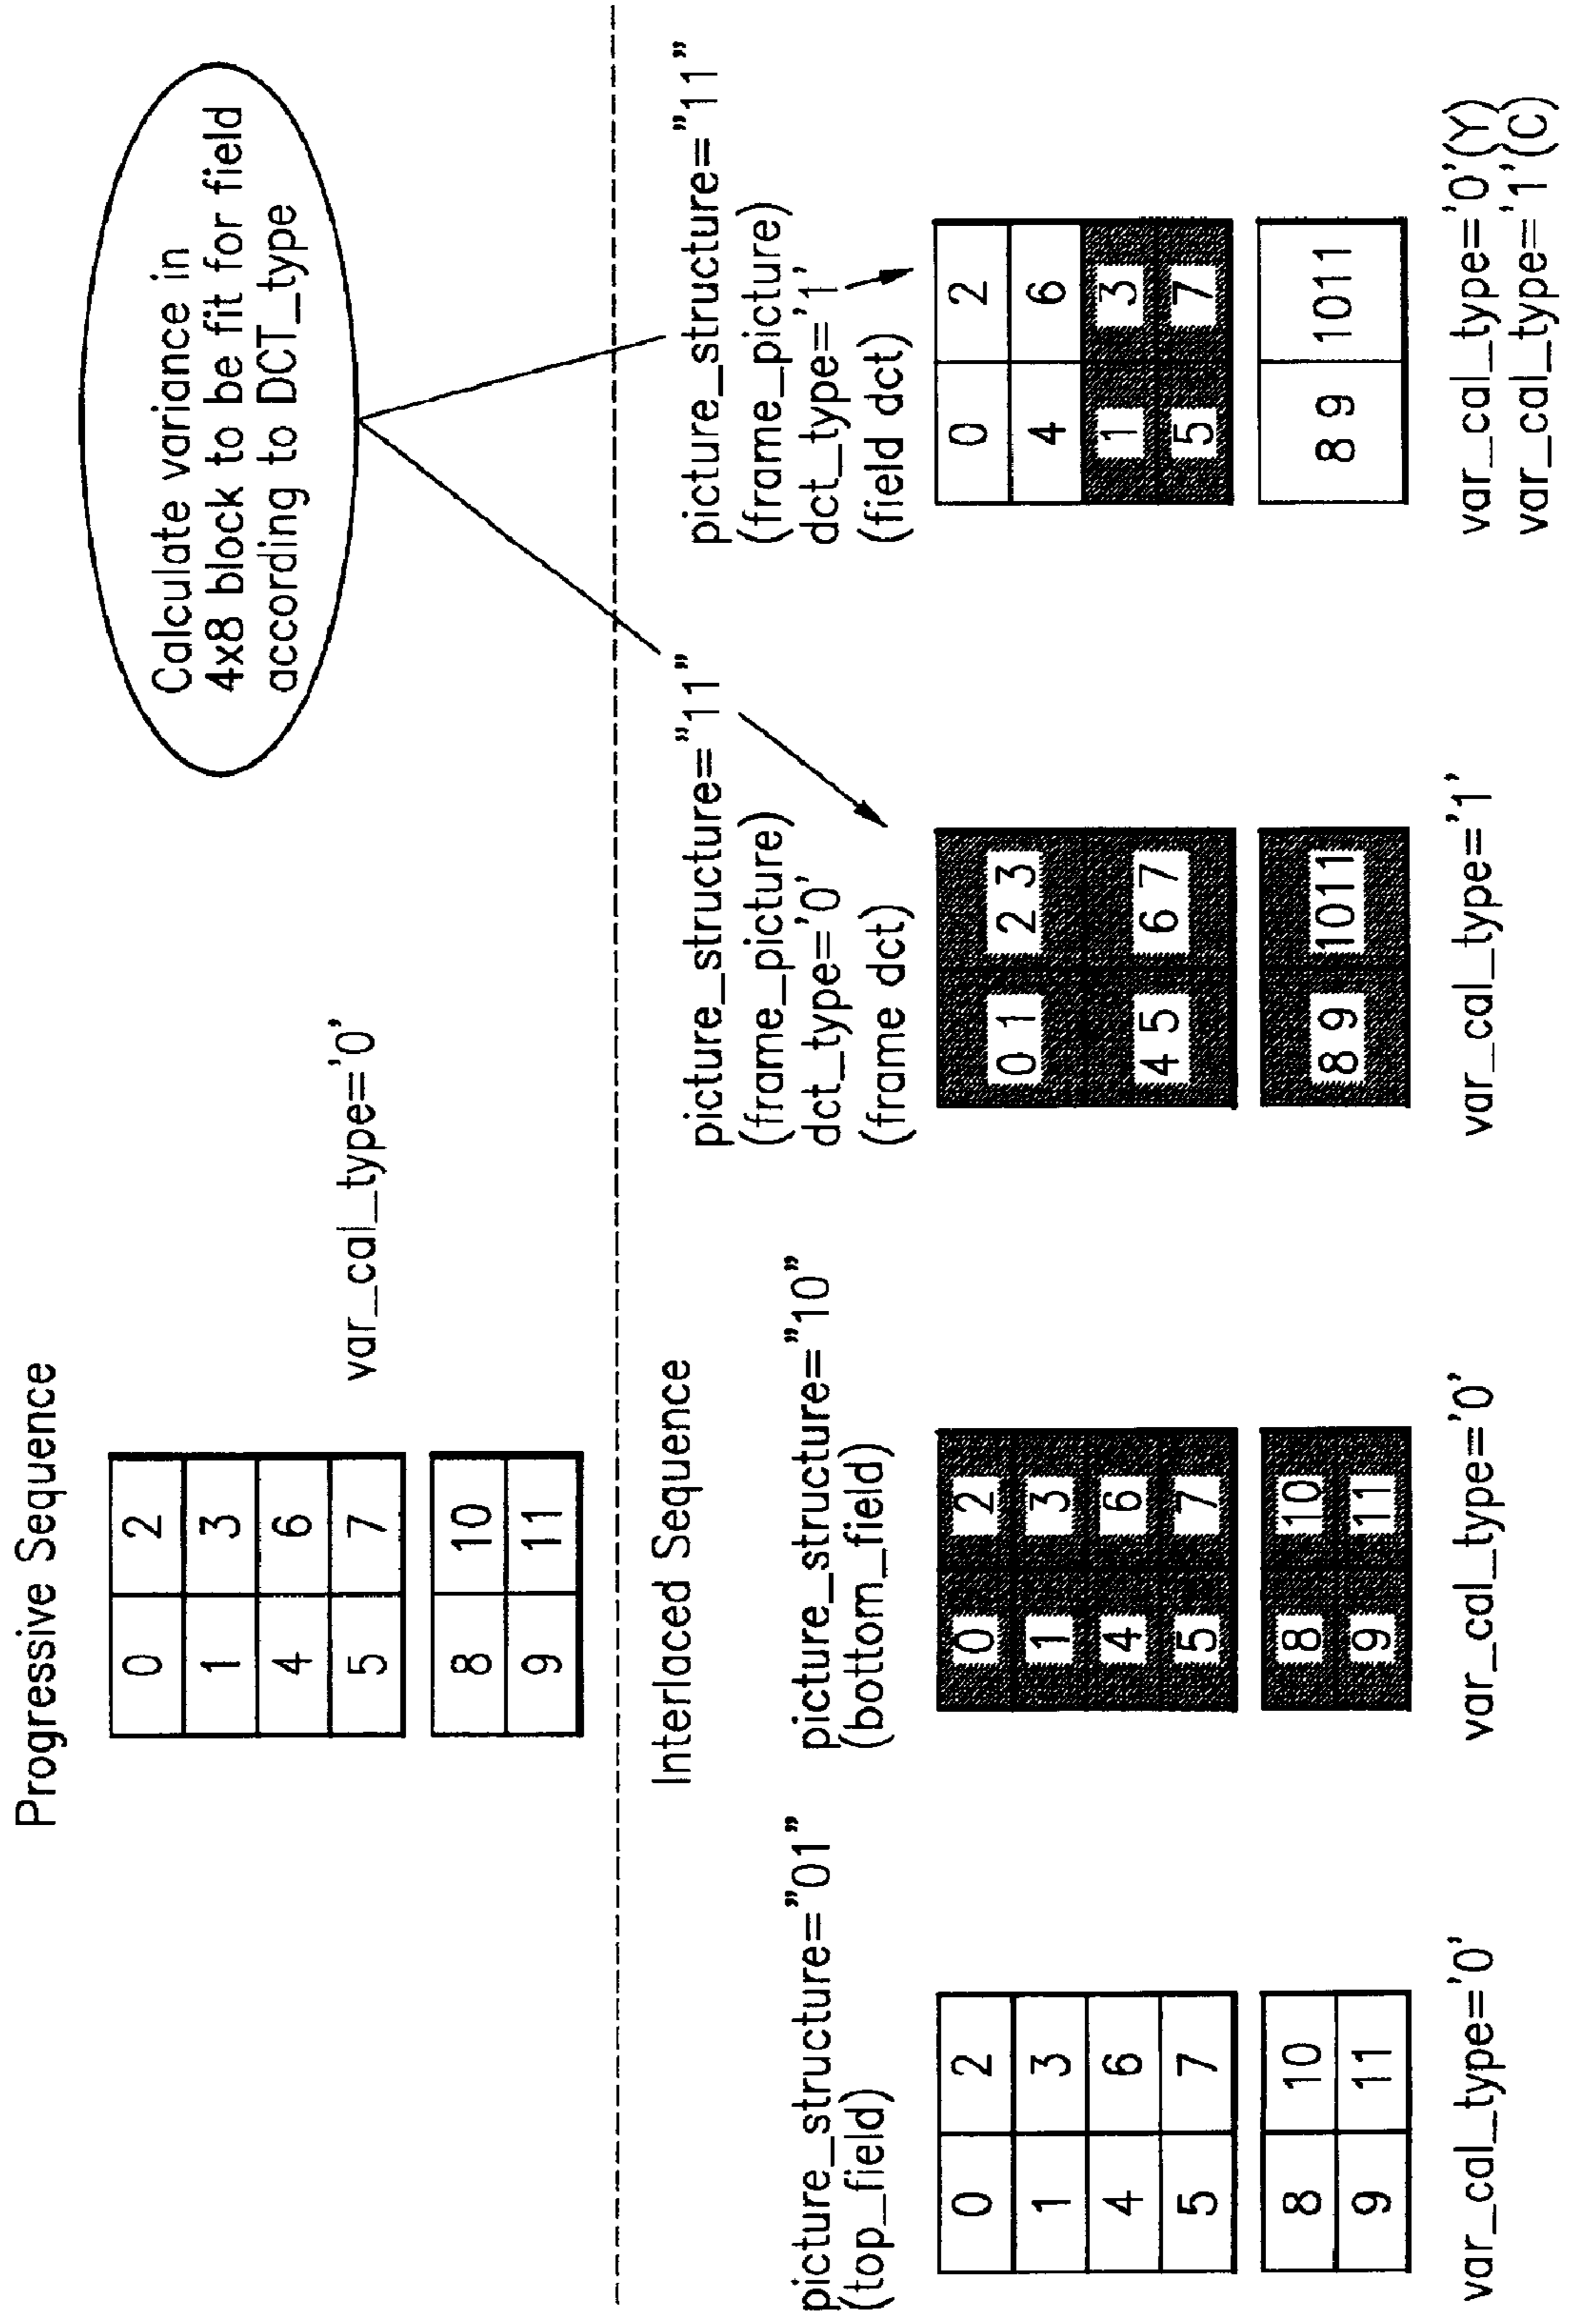 Progressive Sequence
0 2
1 3
4 6
5 7
8 10
9 11
var_cal_type='0'
Calculate variance in
4x8 block to be fit for field
according to DCT_type
Interlaced Sequence
picture_structure="01"
(top_field)
0 2
1 3
4 6
5 7
8 10
9 11
var_cal_type='0'
picture_structure="10"
(bottom_field)
0 2
1 3
4 6
5 7
8 10
9 11
var_cal_type='0'
picture_structure="11"
(frame_picture)
dct_type='0'
(frame dct)
0 1 2 3
4 5 6 7
8 9 1011
var_cal_type='1'
picture_structure="11"
(frame_picture)
dct_type='1'
(field dct)
0 2
4 6
1 3
5 7
8 9 1011
var_cal_type='0'(Y)
var_cal_type='1'(C)